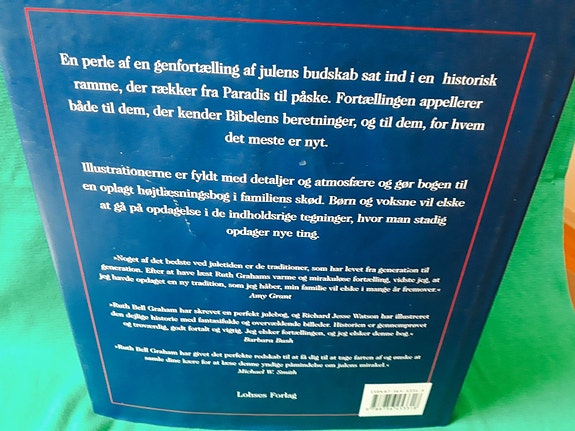 En perle af en genfortælling af julens budskab sat ind i en historisk
ramme, der rækker fra Paradis til påske. Fortællingen appellerer
både til dem, der kender Bibelens beretninger, og til dem, for hvem
det meste er nyt.
Illustrationerne er fyldt med detaljer og atmosfære og gør bogen til
en oplagt højtlæsningsbog i familiens skød. Børn og voksne vil elske
at gå på opdagelse i de indholdsrige tegninger, hvor man stadig
opdager nye ting.
»Noget af det bedste ved juletiden er de traditioner, som har levet fra generation til
generation. Efter at have læst Ruth Grahams varme og mirakuløse fortælling, vidste jeg, at
jeg havde opdaget en ny tradition, som jeg håber, min familie vil elske i mange år fremover.«
Amy Grant
»Ruth Bell Graham har skrevet en perfekt julebog, og Richard Jesse Watson har illustreret
den dejlige historie med fantasifulde og overvældende billeder. Historien er gennemprøvet
og troværdig, godt fortalt og vigtig. Jeg elsker fortællingen, og jeg elsker denne bog.«
Barbara Bush
»Ruth Bell Graham har givet det perfekte redskab til at få dig til at tage farten af og ønske at
samle dine kære for at læse denne yndige påmindelse om julens mirakel.«
Michael W. Smith
Lohses Forlag